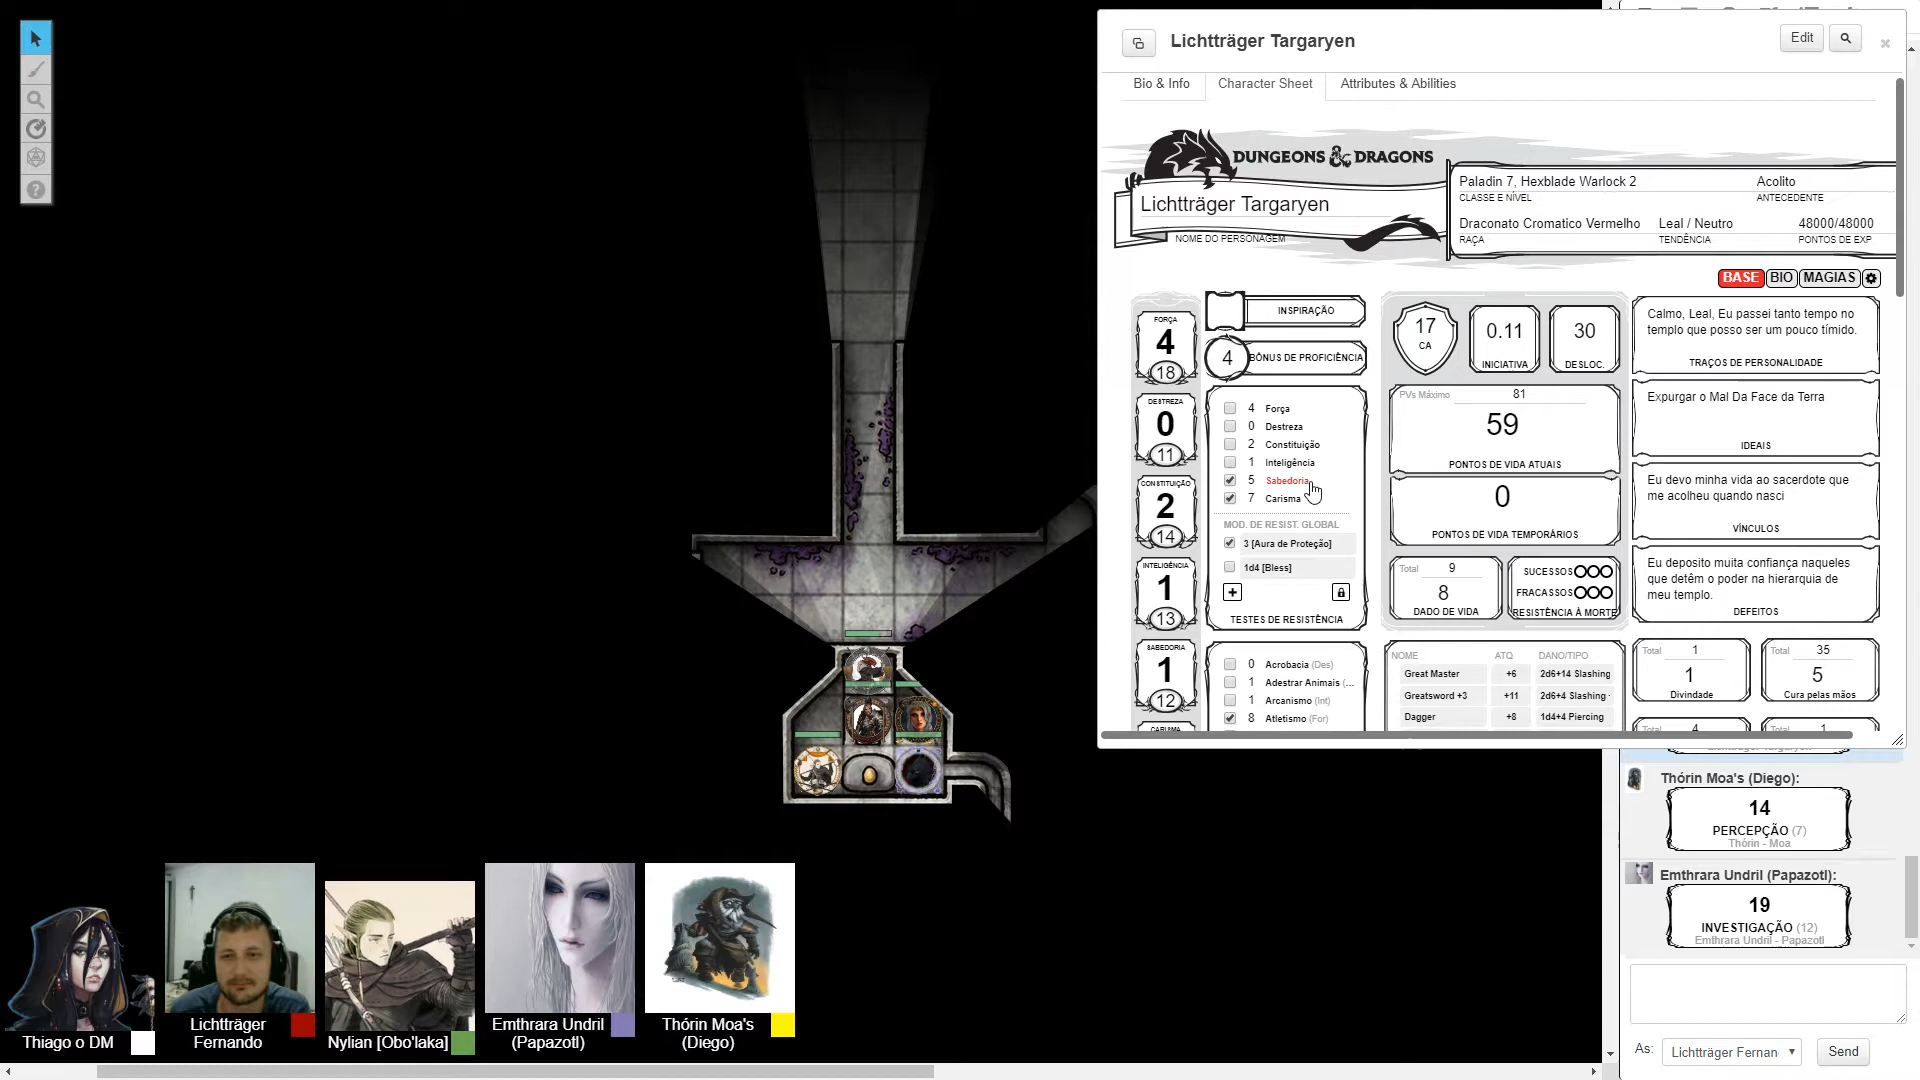 Lichtträger Targaryen
Edit
Bio & Info
Character Sheet
Attributes & Abilities
DUNGEONS & DRAGONS
Lichtträger Targaryen
NOME DO PERSONAGEM
Paladin 7, Hexblade Warlock 2
Acolito
CLASSE E NÍVEL
ANTECEDENTE
Draconato Cromatico Vermelho
Leal / Neutro
48000/48000
RAÇA
TENDÊNCIA
PONTOS DE EXP
BASE
BIO
MAGIAS
FORÇA
4
18
DESTREZA
0
11
CONSTITUIÇÃO
2
14
INTELIGÊNCIA
1
13
SABEDORIA
1
12
CARISMA
INSPIRAÇÃO
4
BÔNUS DE PROFICIÊNCIA
4 Força
0 Destreza
2 Constituição
1 Inteligência
5 Sabedoria
7 Carisma
MOD. DE RESIST. GLOBAL
3 [Aura de Proteção]
1d4 [Bless]
TESTES DE RESISTÊNCIA
0 Acrobacia (Des)
1 Adestrar Animais (...
1 Arcanismo (Int)
8 Atletismo (For)
17
CA
0.11
INICIATIVA
30
DESLOC.
PVs Máximo
81
59
PONTOS DE VIDA ATUAIS
0
PONTOS DE VIDA TEMPORÁRIOS
Total
9
8
DADO DE VIDA
SUCESSOS
FRACASSOS
RESISTÊNCIA À MORTE
NOME
ATQ
DANO/TIPO
Great Master
+6
2d6+14 Slashing
Greatsword +3
+11
2d6+4 Slashing
Dagger
+8
1d4+4 Piercing
Calmo, Leal, Eu passei tanto tempo no
templo que posso ser um pouco tímido.
TRAÇOS DE PERSONALIDADE
Expurgar o Mal Da Face da Terra
IDEAIS
Eu devo minha vida ao sacerdote que
me acolheu quando nasci
VÍNCULOS
Eu deposito muita confiança naqueles
que detêm o poder na hierarquia de
meu templo.
DEFEITOS
Total
1
1
Divindade
Total
35
5
Cura pelas mãos
Total
4
Total
1
Lichtträger Targaryen
Thórin Moa's (Diego):
14
PERCEPÇÃO (7)
Thórin - Moa
Emthrara Undril (Papazotl):
19
INVESTIGAÇÃO (12)
Emthrara Undril - Papazotl
As:
Lichtträger Fernan
Send
Thiago o DM
Lichtträger
Fernando
Nylian [Obo'laka]
Emthrara Undril
(Papazotl)
Thórin Moa's
(Diego)